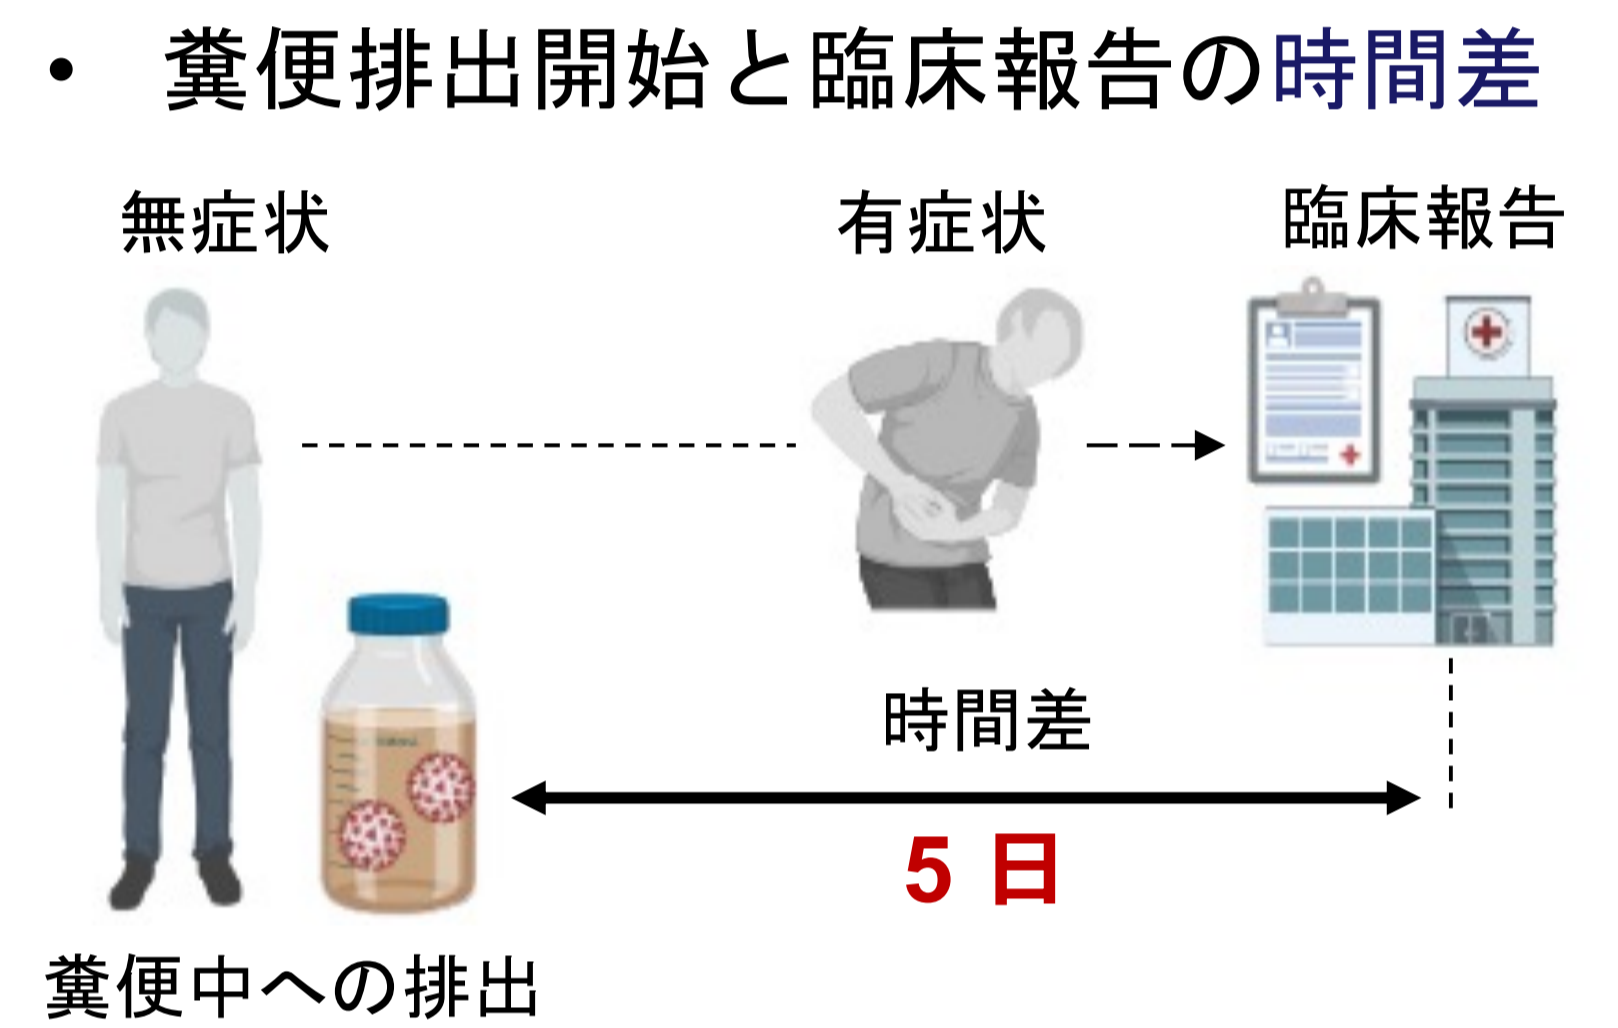 • 糞便排出開始と臨床報告の時間差
無症状
有症状
臨床報告
時間差
5 日
糞便中への排出